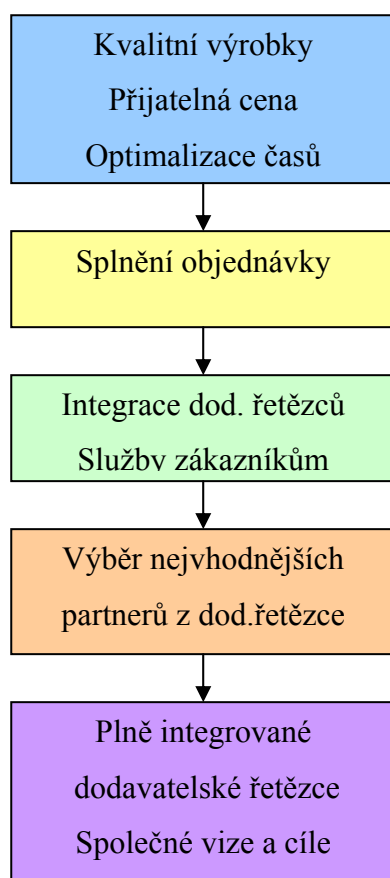 Kvalitní výrobky
Přijatelná cena
Optimalizace časů
Splnění objednávky
Integrace dod. řetězců
Služby zákazníkům
Výběr nejvhodnějších
partnerů z dod.řetězce
Plně integrované
dodavatelské řetězce
Společné vize a cíle